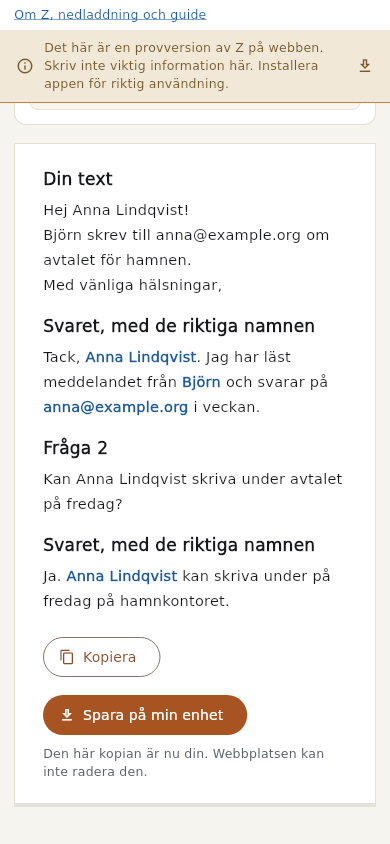 Om Z, nedladdning och guide
Det här är en provversion av Z på webben.
Skriv inte viktig information här. Installera
appen för riktig användning.
Din text
Hej Anna Lindqvist!
Björn skrev till anna@example.org om
avtalet för hamnen.
Med vänliga hälsningar,
Svaret, med de riktiga namnen
Tack, Anna Lindqvist. Jag har läst
meddelandet från Björn och svarar på
anna@example.org i veckan.
Fråga 2
Kan Anna Lindqvist skriva under avtalet
på fredag?
Svaret, med de riktiga namnen
Ja. Anna Lindqvist kan skriva under på
fredag på hamnkontoret.
Kopiera
Spara på min enhet
Den här kopian är nu din. Webbplatsen kan
inte radera den.